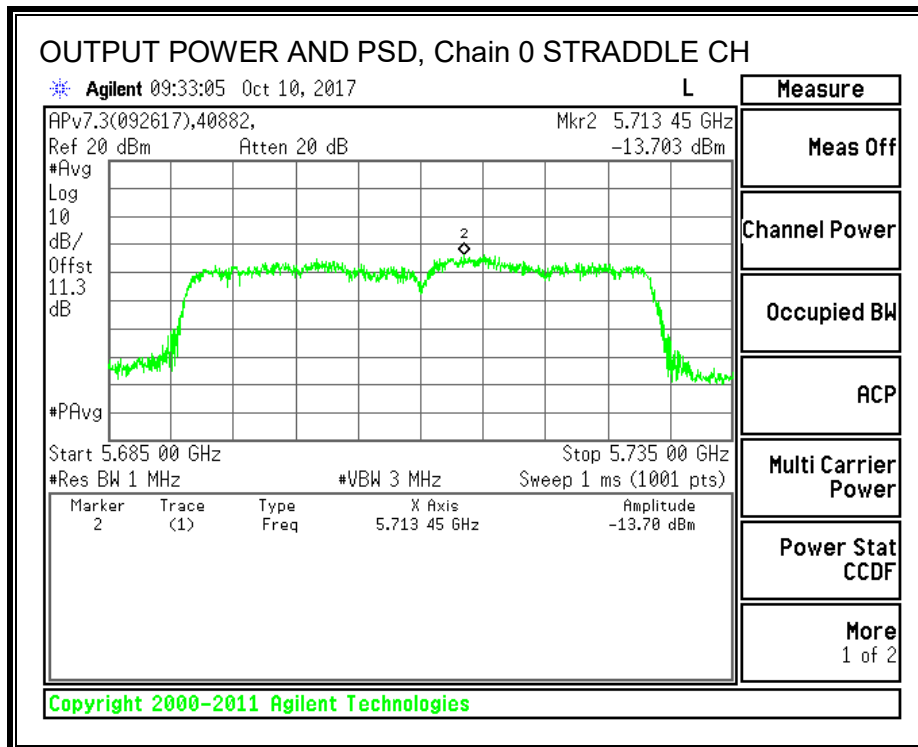 OUTPUT POWER AND PSD, Chain 0 STRADDLE CH
Agilent 09:33:05 Oct 10, 2017 L
APv7.3(092617),40882, Mkr2 5.713 45 GHz
Ref 20 dBm Atten 20 dB -13.703 dBm
#Avg
Log
10
dB/
Offst
11.3
dB
2
#PAvg
Start 5.685 00 GHz Stop 5.735 00 GHz
#Res BW 1 MHz #VBW 3 MHz Sweep 1 ms (1001 pts)
Marker Trace Type X Axis Amplitude
2 (1) Freq 5.713 45 GHz -13.70 dBm
Measure
Meas Off
Channel Power
Occupied BW
ACP
Multi Carrier
Power
Power Stat
CCDF
More
1 of 2
Copyright 2000-2011 Agilent Technologies